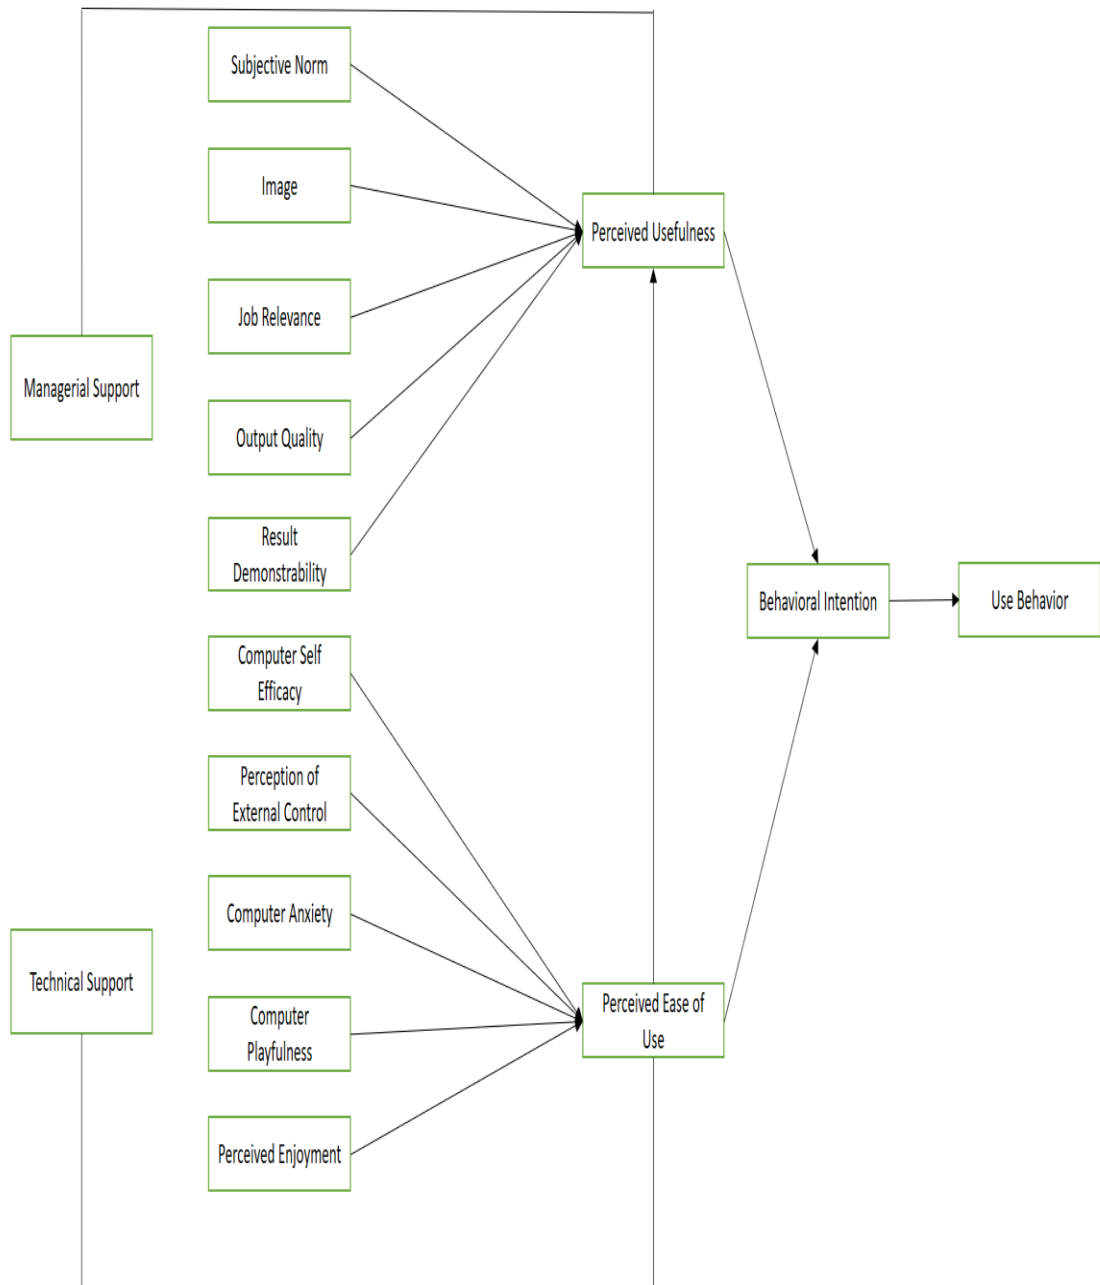 Subjective Norm
Image
Perceived Usefulness
Job Relevance
Managerial Support
Output Quality
Result
Demonstrability
Behavioral Intention
Use Behavior
Computer Self
Efficacy
Perception of
External Control
Computer Anxiety
Technical Support
Perceived Ease of
Use
Computer
Playfulness
Perceived Enjoyment